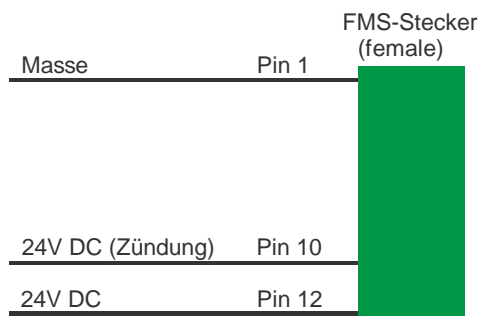 FMS-Stecker
(female)
Masse Pin 1
24V DC (Zündung) Pin 10
24V DC Pin 12